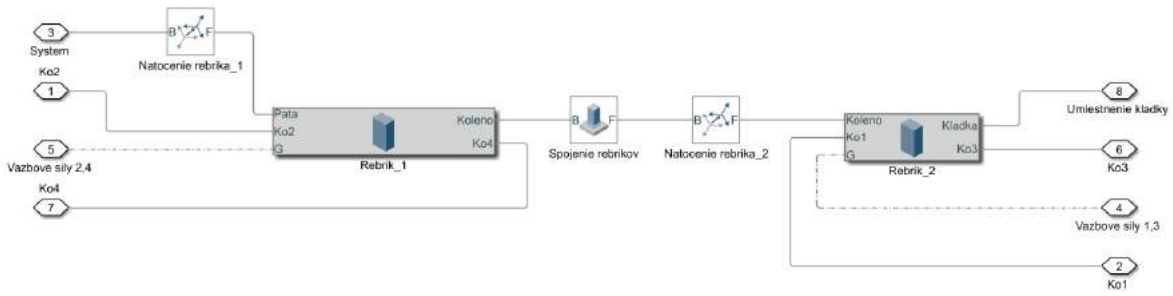 3
System
B
F
Natocenie rebrika_1
Ko2
1
5
Vazbove sily 2,4
Ko4
7
Pata
Ko2
G
Koleno
Ko4
Rebrik_1
B
F
Spojenie rebrikov
B
F
Natocenie rebrika_2
Koleno
Ko1
G
Kladka
Ko3
Rebrik_2
8
Umiestnenie kladky
6
Ko3
4
Vazbove sily 1,3
2
Ko1